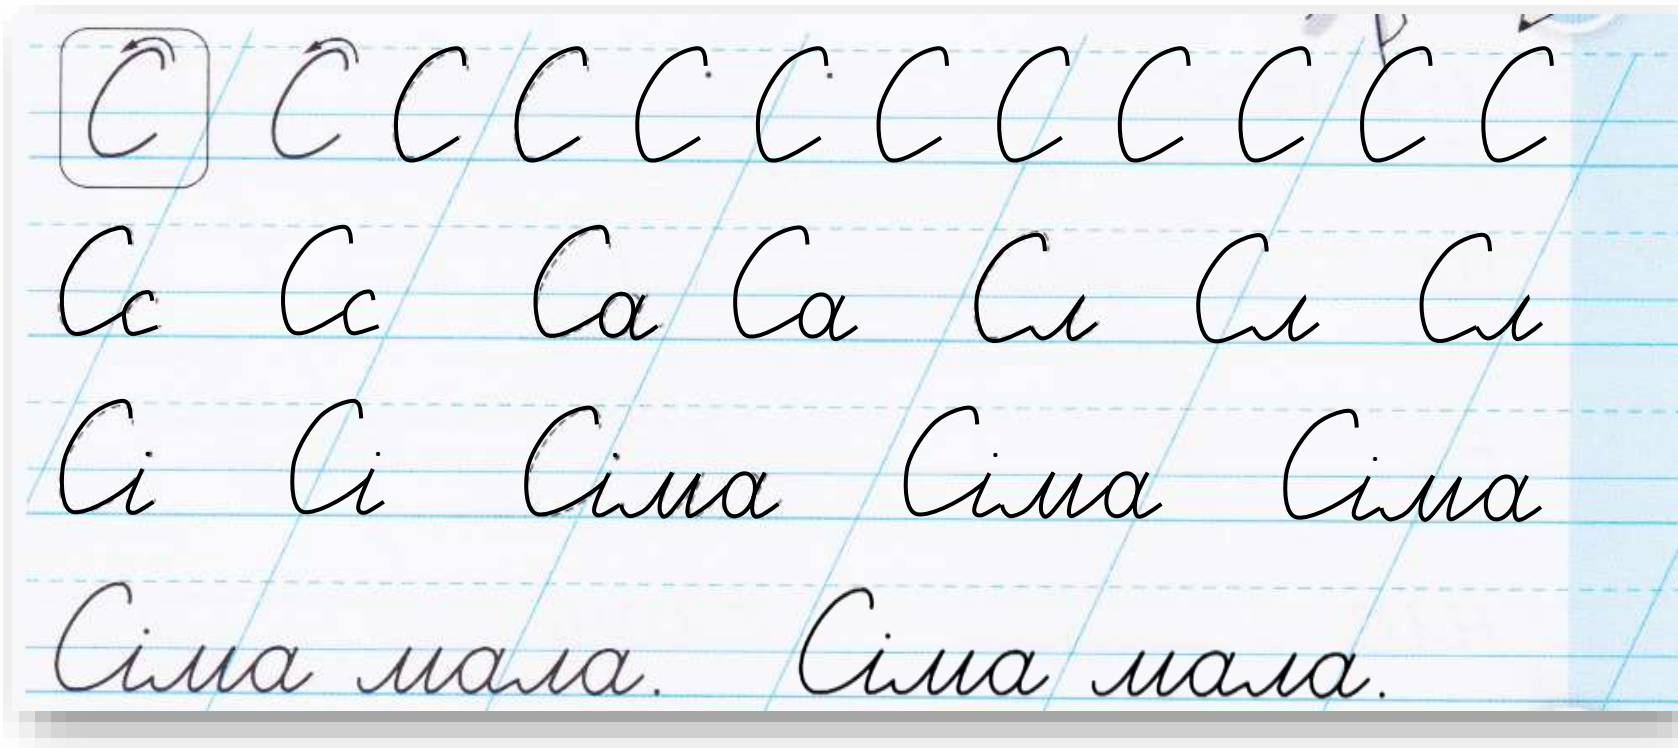 С С С С С С С С С С С С
Сс Сс Са Са Сл Сл Сл
Сі Сі Сіма Сіма Сіма
Сіма мала. Сіма мала.